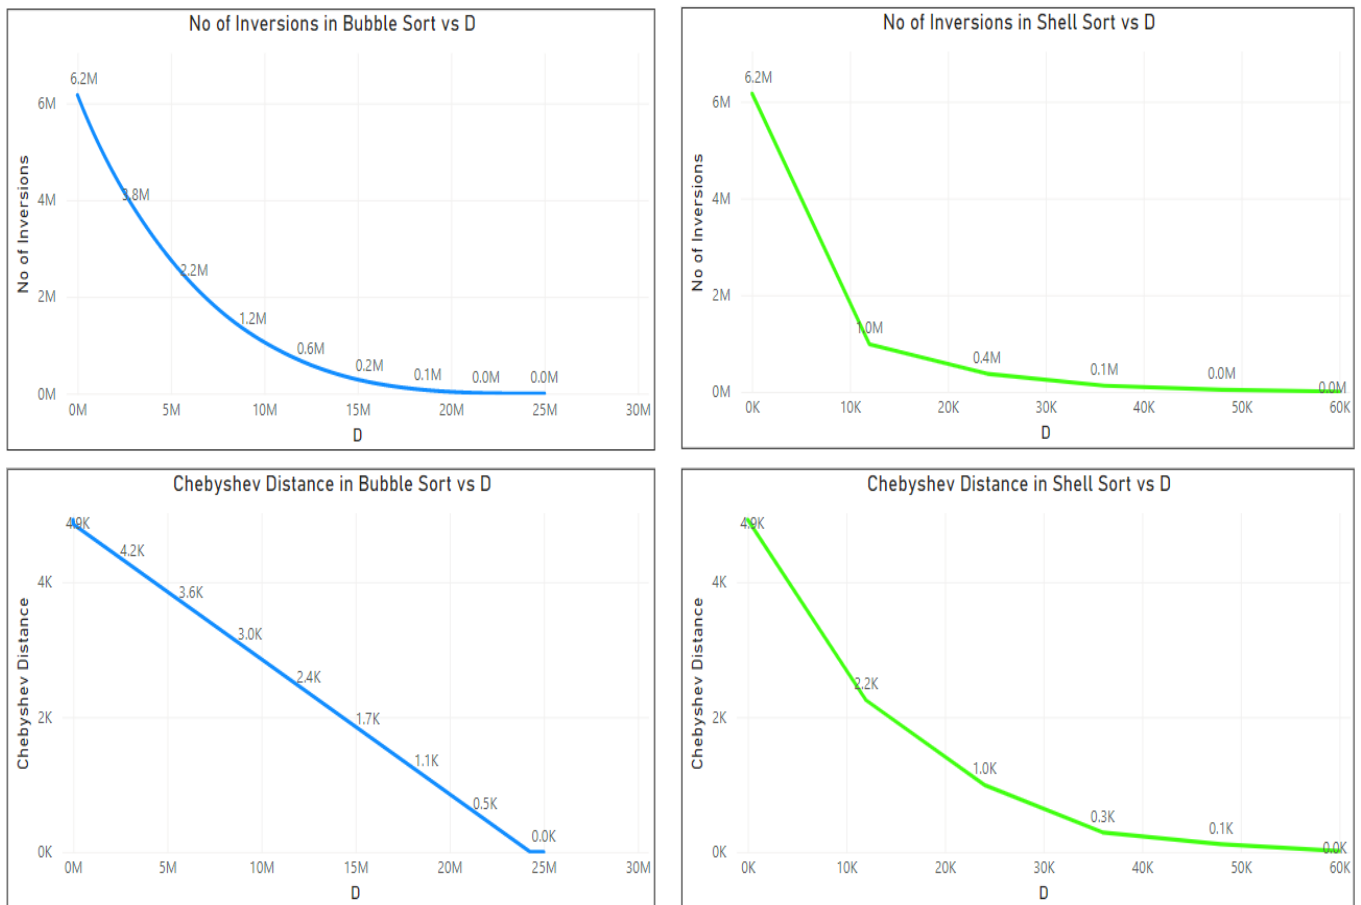 No of Inversions in Bubble Sort vs D
6.2M
6M
3.8M
4M
2.2M
2M
1.2M
0.6M
0.2M
0.1M
0.0M
0.0M
0M
0M
5M
10M
15M
20M
25M
30M
No of Inversions
D
No of Inversions in Shell Sort vs D
6.2M
6M
4M
2M
1.0M
0.4M
0.1M
0.0M
0.0M
0M
0K
10K
20K
30K
40K
50K
60K
No of Inversions
D
Chebyshev Distance in Bubble Sort vs D
4.9K
4.2K
4K
3.6K
3.0K
2.4K
2K
1.7K
1.1K
0.5K
0.0K
0K
0M
5M
10M
15M
20M
25M
30M
Chebyshev Distance
D
Chebyshev Distance in Shell Sort vs D
4.9K
4K
2.2K
2K
1.0K
0.3K
0.1K
0.0K
0K
0K
10K
20K
30K
40K
50K
60K
Chebyshev Distance
D